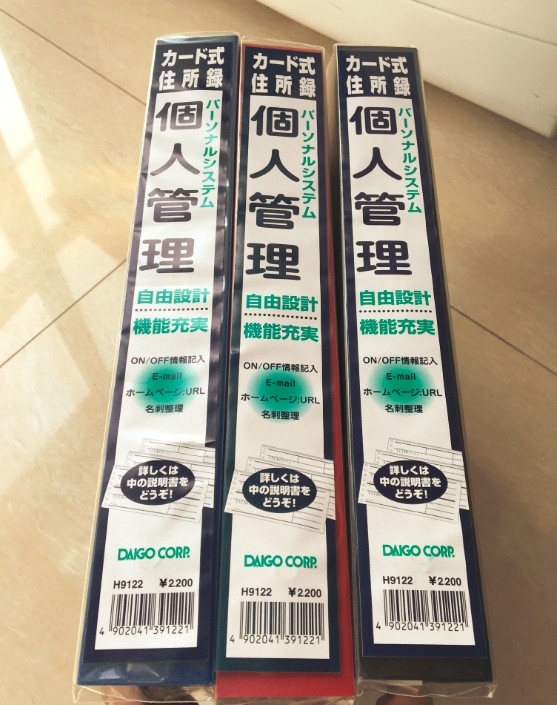 カード式
住所録
個人管理
パーソナルシステム
自由設計
機能充実
ON/OFF情報記入
E-mail
ホームページ:URL
名刺整理
詳しくは
中の説明書を
どうぞ!
DAIGO CORP.
H9122 ¥2200
4 902041 391221
カード式
住所録
個人管理
パーソナルシステム
自由設計
機能充実
ON/OFF情報記入
E-mail
ホームページ:URL
名刺整理
詳しくは
中の説明書を
どうぞ!
DAIGO CORP.
H9122 ¥2200
4 902041 391221
カード式
住所録
個人管理
パーソナルシステム
自由設計
機能充実
ON/OFF情報記入
E-mail
ホームページ:URL
名刺整理
詳しくは
中の説明書を
どうぞ!
DAIGO CORP.
H9122 ¥2200
4 902041 391221